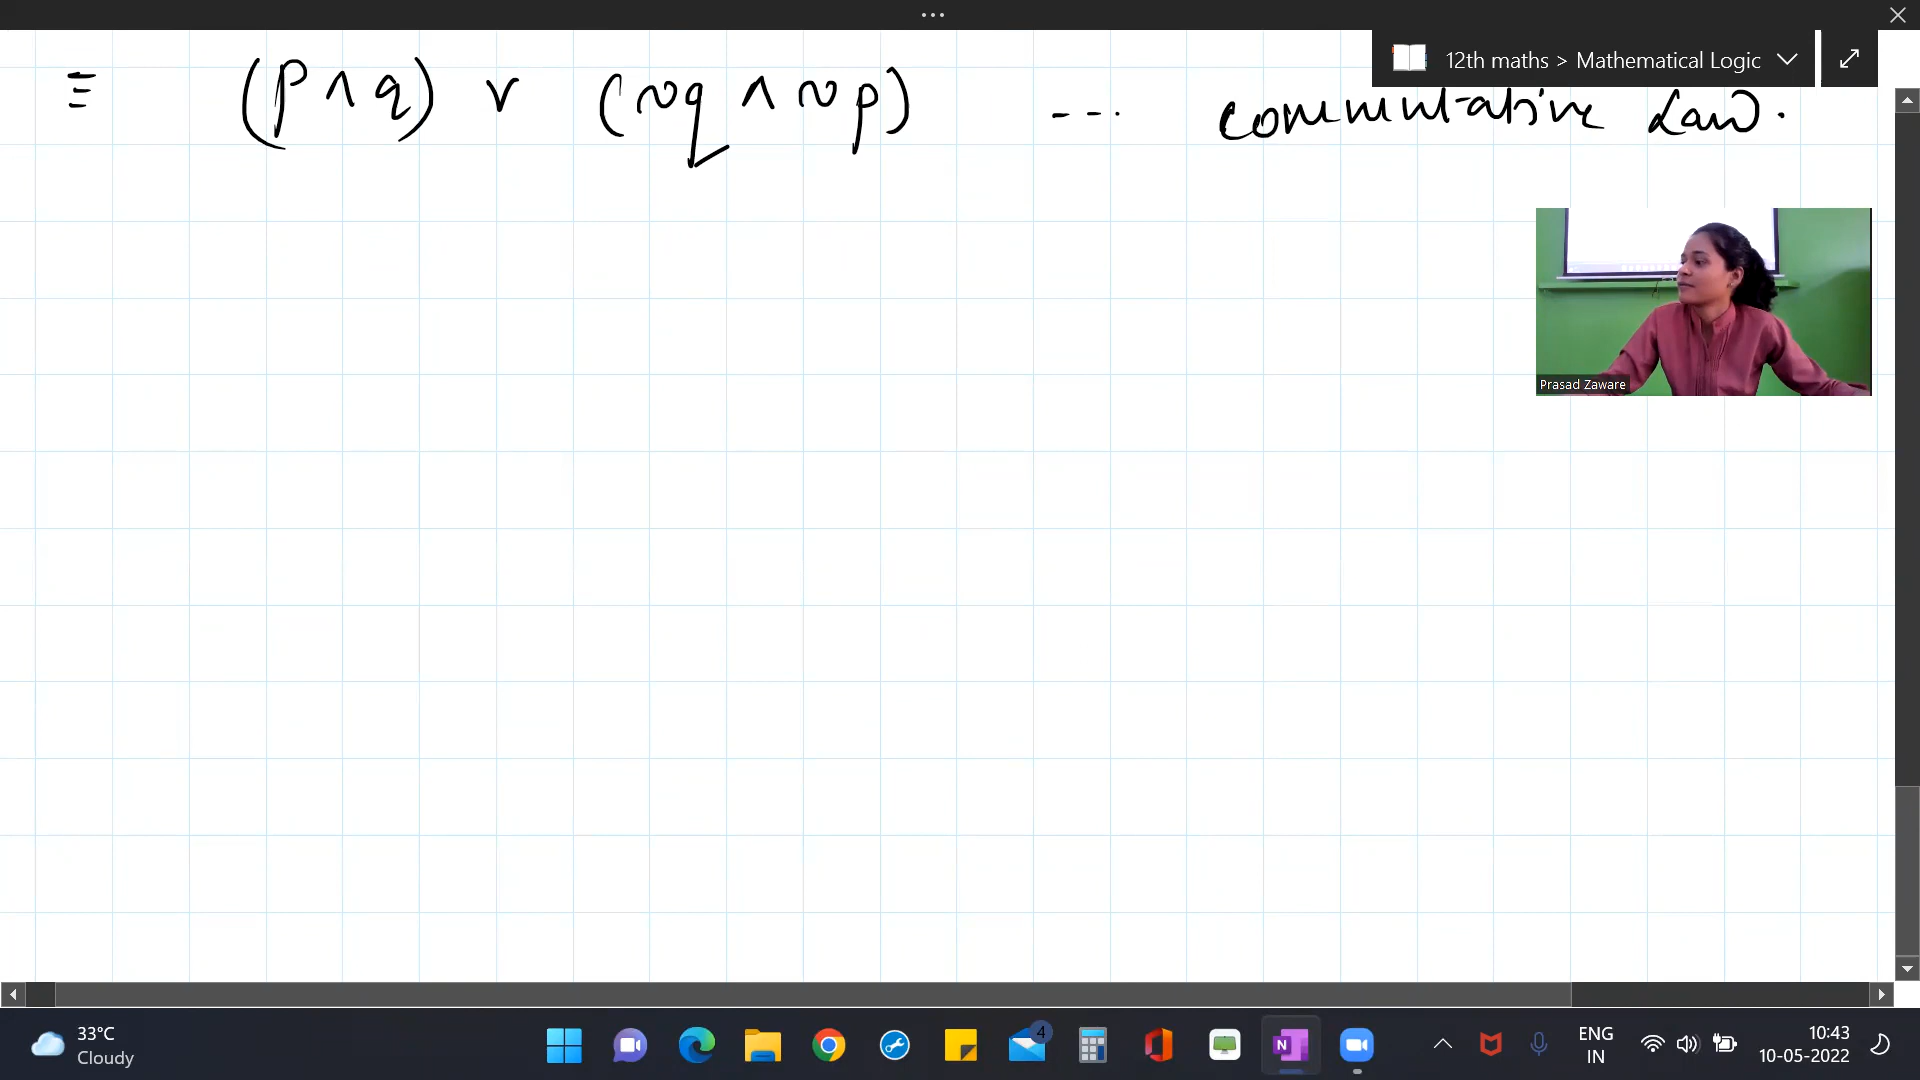 12th maths > Mathematical Logic
≡ (p ∧ q) ∨ (~q ∧ ~p) --- commutative Law.
Prasad Zaware
33°C
Cloudy
4
ENG
IN
10:43
10-05-2022